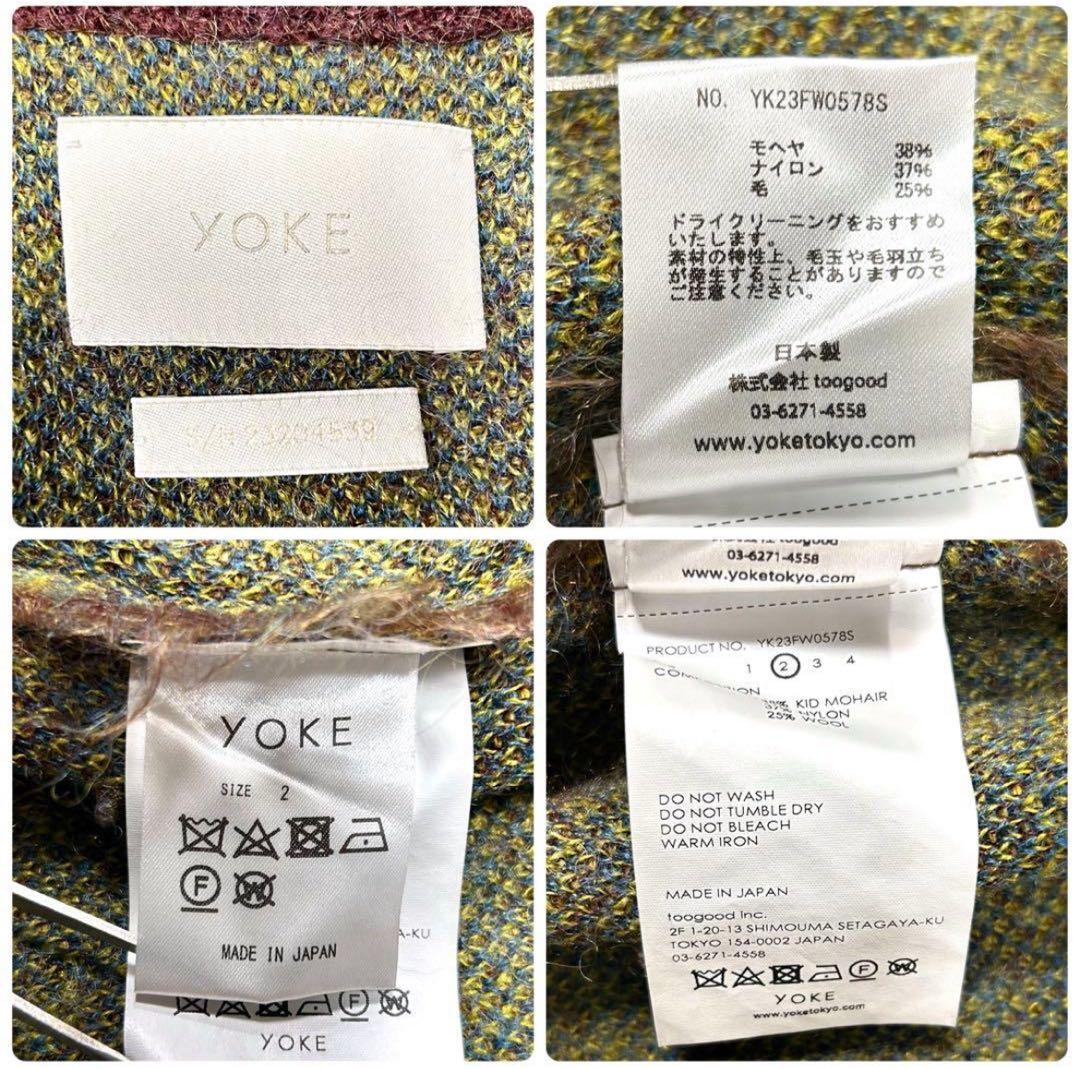 YOKE
S/N 23204539
NO. YK23FW0578S
モヘヤ 38%
ナイロン 37%
毛 25%
ドライクリーニングをおすすめ
いたします。
素材の特性上、毛玉や毛羽立ち
が発生することがありますので
ご注意ください。
日本製
株式会社 toogood
03-6271-4558
www.yoketokyo.com
YOKE
SIZE 2
F
W
MADE IN JAPAN
A-KU
F
W
YOKE
toogood
03-6271-4558
www.yoketokyo.com
PRODUCT NO. YK23FW0578S
1 2 3 4
KID MOHAIR
NYLON
25% WOOL
DO NOT WASH
DO NOT TUMBLE DRY
DO NOT BLEACH
WARM IRON
MADE IN JAPAN
toogood Inc.
2F 1-20-13 SHIMOUMA SETAGAYA-KU
TOKYO 154-0002 JAPAN
03-6271-4558
F
W
YOKE
www.yoketokyo.com